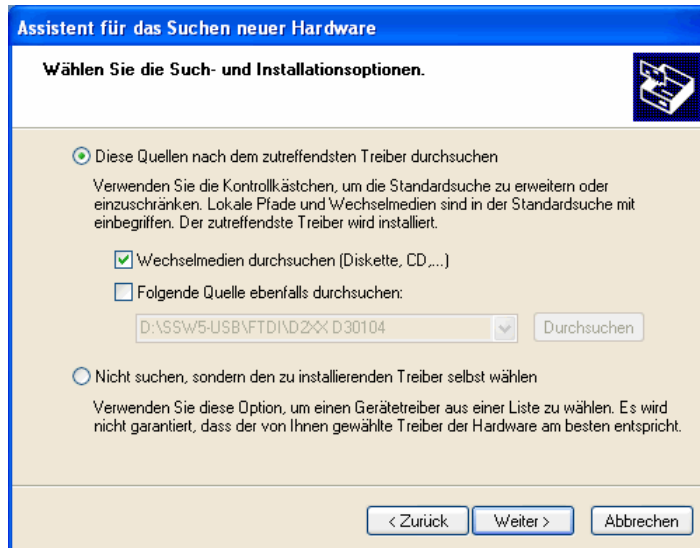 Assistent für das Suchen neuer Hardware
Wählen Sie die Such- und Installationsoptionen.
Diese Quellen nach dem zutreffendsten Treiber durchsuchen
Verwenden Sie die Kontrollkästchen, um die Standardsuche zu erweitern oder
einzuschränken. Lokale Pfade und Wechselmedien sind in der Standardsuche mit
einbegriffen. Der zutreffendste Treiber wird installiert.
Wechselmedien durchsuchen (Diskette, CD,...)
Folgende Quelle ebenfalls durchsuchen:
D:\SSW5-USB\FTDI\D2XX D30104 Durchsuchen
Nicht suchen, sondern den zu installierenden Treiber selbst wählen
Verwenden Sie diese Option, um einen Gerätetreiber aus einer Liste zu wählen. Es wird
nicht garantiert, dass der von Ihnen gewählte Treiber der Hardware am besten entspricht.
< Zurück Weiter > Abbrechen